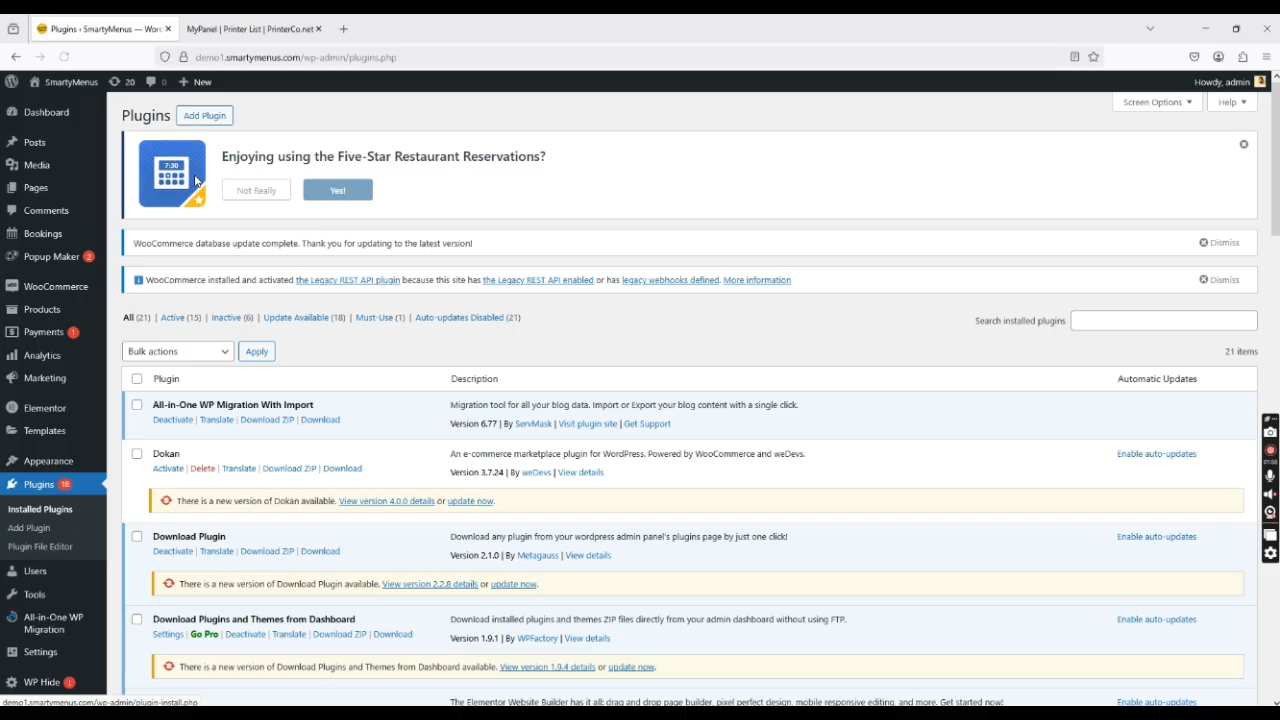 Plugins ‹ SmartyMenus — Worc
MyPanel | Printer List | PrinterCo.net
demo1.smartymenus.com/wp-admin/plugins.php
SmartyMenus
20
0
New
Howdy, admin
Dashboard
Posts
Media
Pages
Comments
Bookings
Popup Maker 2
WooCommerce
Products
Payments 1
Analytics
Marketing
Elementor
Templates
Appearance
Plugins 18
Installed Plugins
Add Plugin
Plugin File Editor
Users
Tools
All-in-One WP
Migration
Settings
WP Hide 1
demo1.smartymenus.com/wp-admin/plugin-install.php
Screen Options
Help
Plugins
Add Plugin
7:30
Enjoying using the Five-Star Restaurant Reservations?
Not Really
Yes!
WooCommerce database update complete. Thank you for updating to the latest version!
Dismiss
WooCommerce installed and activated the Legacy REST API plugin because this site has the Legacy REST API enabled or has legacy webhooks defined. More information
Dismiss
All (21) | Active (15) | Inactive (6) | Update Available (18) | Must-Use (1) | Auto-updates Disabled (21)
Search installed plugins
Bulk actions
Apply
21 items
Plugin
Description
Automatic Updates
All-in-One WP Migration With Import
Deactivate | Translate | Download ZIP | Download
Migration tool for all your blog data. Import or Export your blog content with a single click.
Version 6.77 | By ServMask | Visit plugin site | Get Support
Dokan
Activate | Delete | Translate | Download ZIP | Download
An e-commerce marketplace plugin for WordPress. Powered by WooCommerce and weDevs.
Version 3.7.24 | By weDevs | View details
Enable auto-updates
There is a new version of Dokan available. View version 4.0.0 details or update now.
Download Plugin
Deactivate | Translate | Download ZIP | Download
Download any plugin from your wordpress admin panel's plugins page by just one click!
Version 2.1.0 | By Metagauss | View details
Enable auto-updates
There is a new version of Download Plugin available. View version 2.2.8 details or update now.
Download Plugins and Themes from Dashboard
Settings | Go Pro | Deactivate | Translate | Download ZIP | Download
Download installed plugins and themes ZIP files directly from your admin dashboard without using FTP.
Version 1.9.1 | By WPFactory | View details
Enable auto-updates
There is a new version of Download Plugins and Themes from Dashboard available. View version 1.9.4 details or update now.
The Elementor Website Builder has it all: drag and drop page builder, pixel perfect design, mobile responsive editing, and more. Get started now!
Enable auto-updates